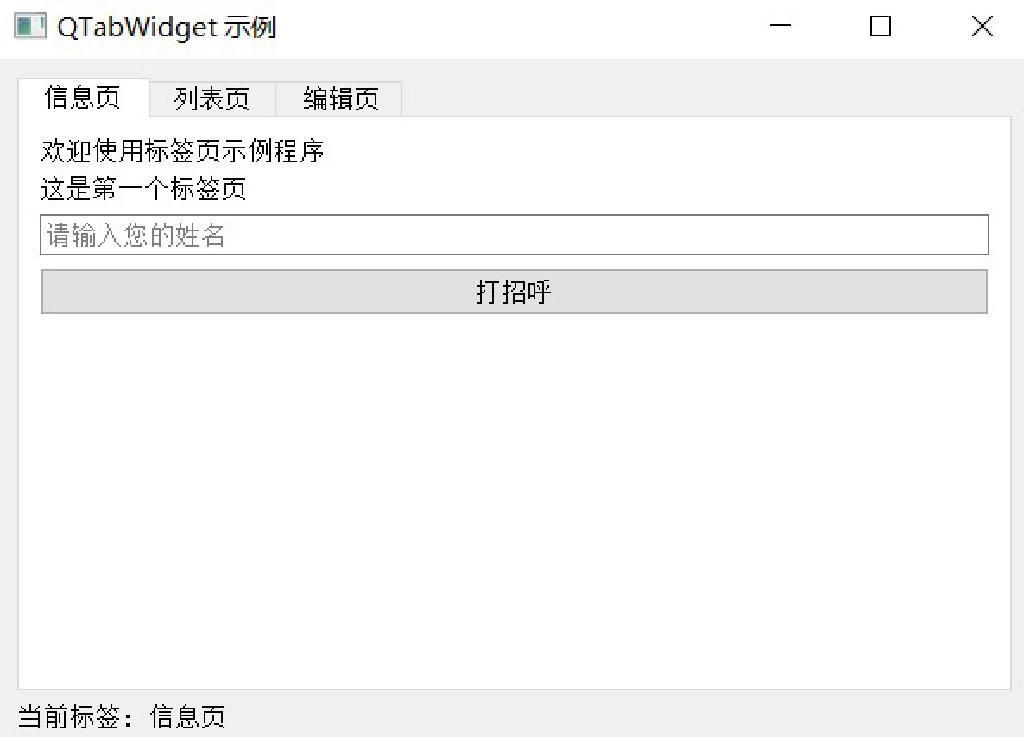 QTabWidget 示例
信息页 列表页 编辑页
欢迎使用标签页示例程序
这是第一个标签页
请输入您的姓名
打招呼
当前标签：信息页